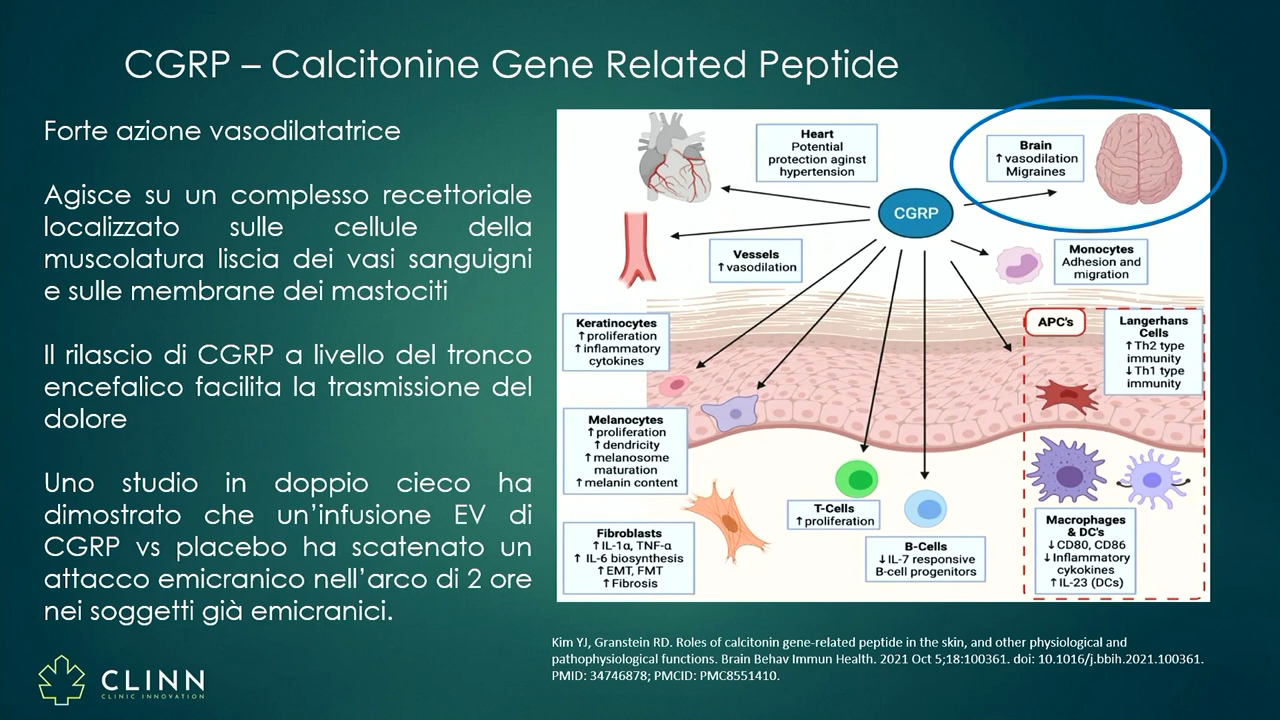 CGRP – Calcitonine Gene Related Peptide
Forte azione vasodilatatrice
Agisce su un complesso recettoriale
localizzato sulle cellule della
muscolatura liscia dei vasi sanguigni
e sulle membrane dei mastociti
Il rilascio di CGRP a livello del tronco
encefalico facilita la trasmissione del
dolore
Uno studio in doppio cieco ha
dimostrato che un'infusione EV di
CGRP vs placebo ha scatenato un
attacco emicranico nell'arco di 2 ore
nei soggetti già emicranici.
Heart
Potential
protection aginst
hypertension
Brain
↑vasodilation
Migraines
CGRP
Vessels
↑vasodilation
Monocytes
Adhesion and
migration
Keratinocytes
↑proliferation
↑inflammatory
cytokines
APC's
Langerhans
Cells
↑Th2 type
immunity
↓Th1 type
immunity
Melanocytes
↑proliferation
↑dendricity
↑melanosome
maturation
↑melanin content
T-Cells
↑proliferation
Fibroblasts
↑IL-1α, TNF-α
↑ IL-6 biosynthesis
↑EMT, FMT
↑Fibrosis
B-Cells
↓IL-7 responsive
B-cell progenitors
Macrophages
& DC's
↓CD80, CD86
↓Inflammatory
cykokines
↑IL-23 (DCs)
Kim YJ, Granstein RD. Roles of calcitonin gene-related peptide in the skin, and other physiological and
pathophysiological functions. Brain Behav Immun Health. 2021 Oct 5;18:100361. doi: 10.1016/j.bbih.2021.100361.
PMID: 34746878; PMCID: PMC8551410.
CLINN
CLINIC INNOVATION